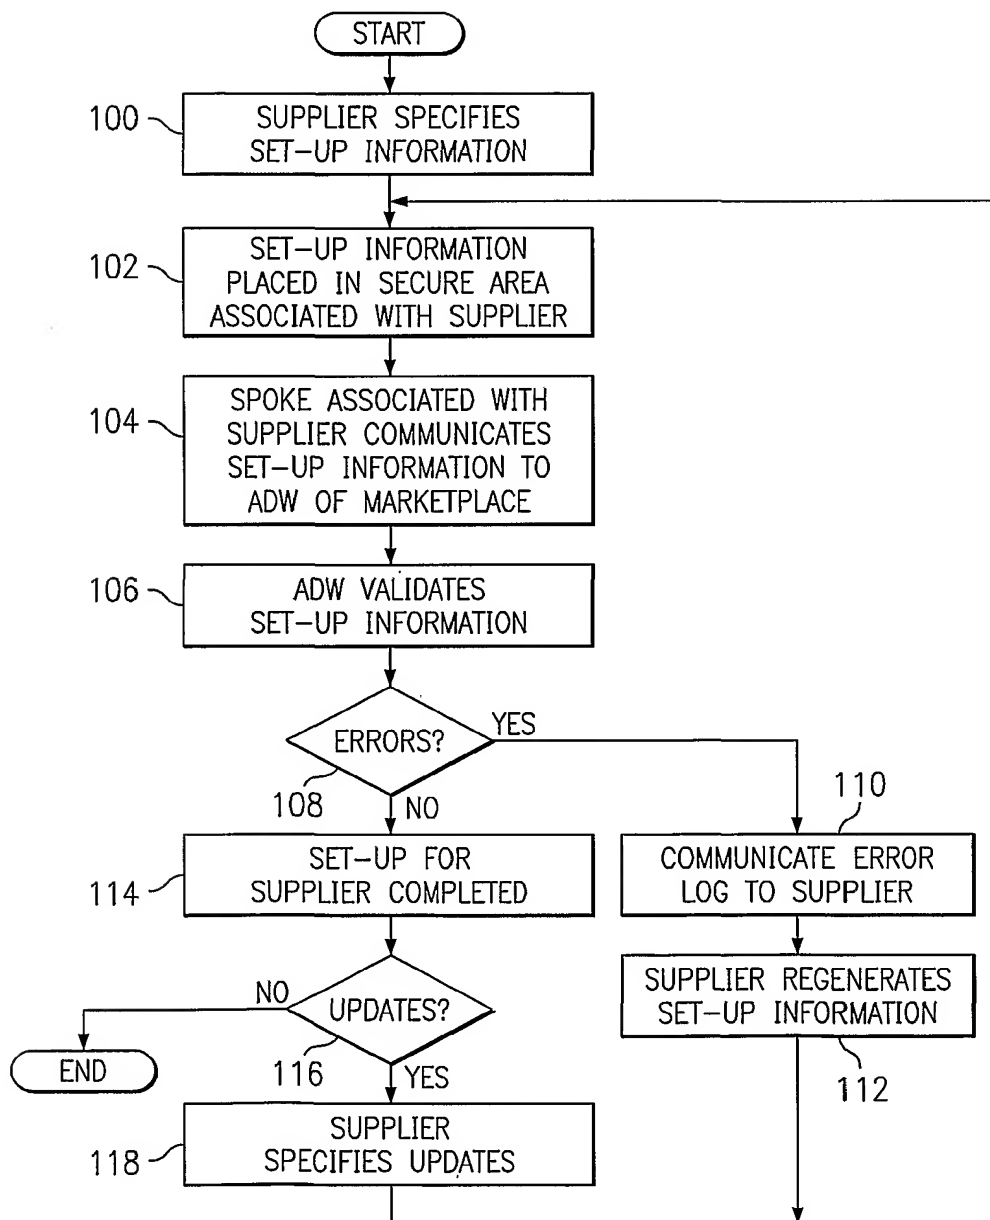 START
100
SUPPLIER SPECIFIES
SET-UP INFORMATION
102
SET-UP INFORMATION
PLACED IN SECURE AREA
ASSOCIATED WITH SUPPLIER
104
SPOKE ASSOCIATED WITH
SUPPLIER COMMUNICATES
SET-UP INFORMATION TO
ADW OF MARKETPLACE
106
ADW VALIDATES
SET-UP INFORMATION
ERRORS?
YES
108
NO
110
COMMUNICATE ERROR
LOG TO SUPPLIER
114
SET-UP FOR
SUPPLIER COMPLETED
SUPPLIER REGENERATES
SET-UP INFORMATION
112
NO
UPDATES?
116
YES
END
118
SUPPLIER
SPECIFIES UPDATES